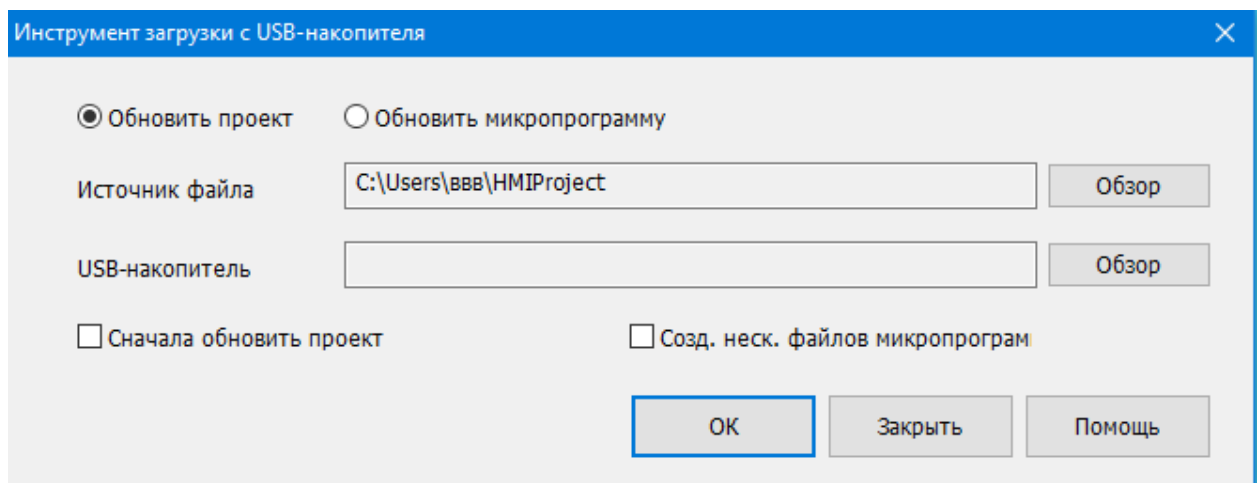 Инструмент загрузки с USB-накопителя
Обновить проект Обновить микропрограмму
Источник файла C:\Users\ввв\HMIProject Обзор
USB-накопитель Обзор
Сначала обновить проект Созд. неск. файлов микропрограм
ОК Закрыть Помощь